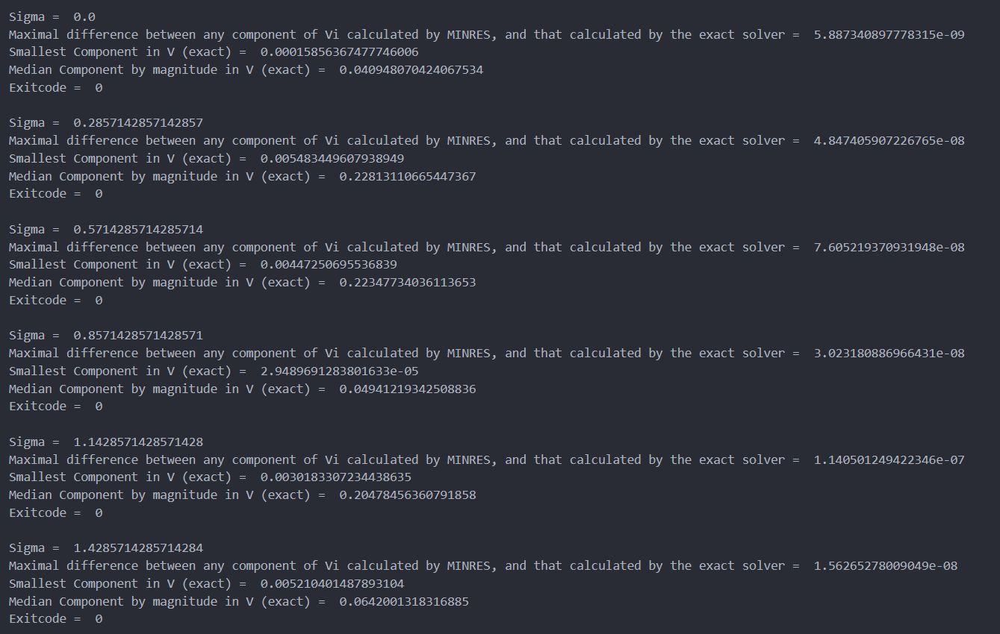 Sigma =  0.0
Maximal difference between any component of Vi calculated by MINRES, and that calculated by the exact solver =  5.887340897778315e-09
Smallest Component in V (exact) =  0.00015856367477746006
Median Component by magnitude in V (exact) =  0.040948070424067534
Exitcode =  0
Sigma =  0.2857142857142857
Maximal difference between any component of Vi calculated by MINRES, and that calculated by the exact solver =  4.847405907226765e-08
Smallest Component in V (exact) =  0.005483449607938949
Median Component by magnitude in V (exact) =  0.22813110665447367
Exitcode =  0
Sigma =  0.5714285714285714
Maximal difference between any component of Vi calculated by MINRES, and that calculated by the exact solver =  7.605219370931948e-08
Smallest Component in V (exact) =  0.00447250695536839
Median Component by magnitude in V (exact) =  0.22347734036113653
Exitcode =  0
Sigma =  0.8571428571428571
Maximal difference between any component of Vi calculated by MINRES, and that calculated by the exact solver =  3.023180886966431e-08
Smallest Component in V (exact) =  2.9489691283801633e-05
Median Component by magnitude in V (exact) =  0.04941219342508836
Exitcode =  0
Sigma =  1.1428571428571428
Maximal difference between any component of Vi calculated by MINRES, and that calculated by the exact solver =  1.140501249422346e-07
Smallest Component in V (exact) =  0.0030183307234438635
Median Component by magnitude in V (exact) =  0.20478456360791858
Exitcode =  0
Sigma =  1.4285714285714284
Maximal difference between any component of Vi calculated by MINRES, and that calculated by the exact solver =  1.56265278009049e-08
Smallest Component in V (exact) =  0.005210401487893104
Median Component by magnitude in V (exact) =  0.0642001318316885
Exitcode =  0